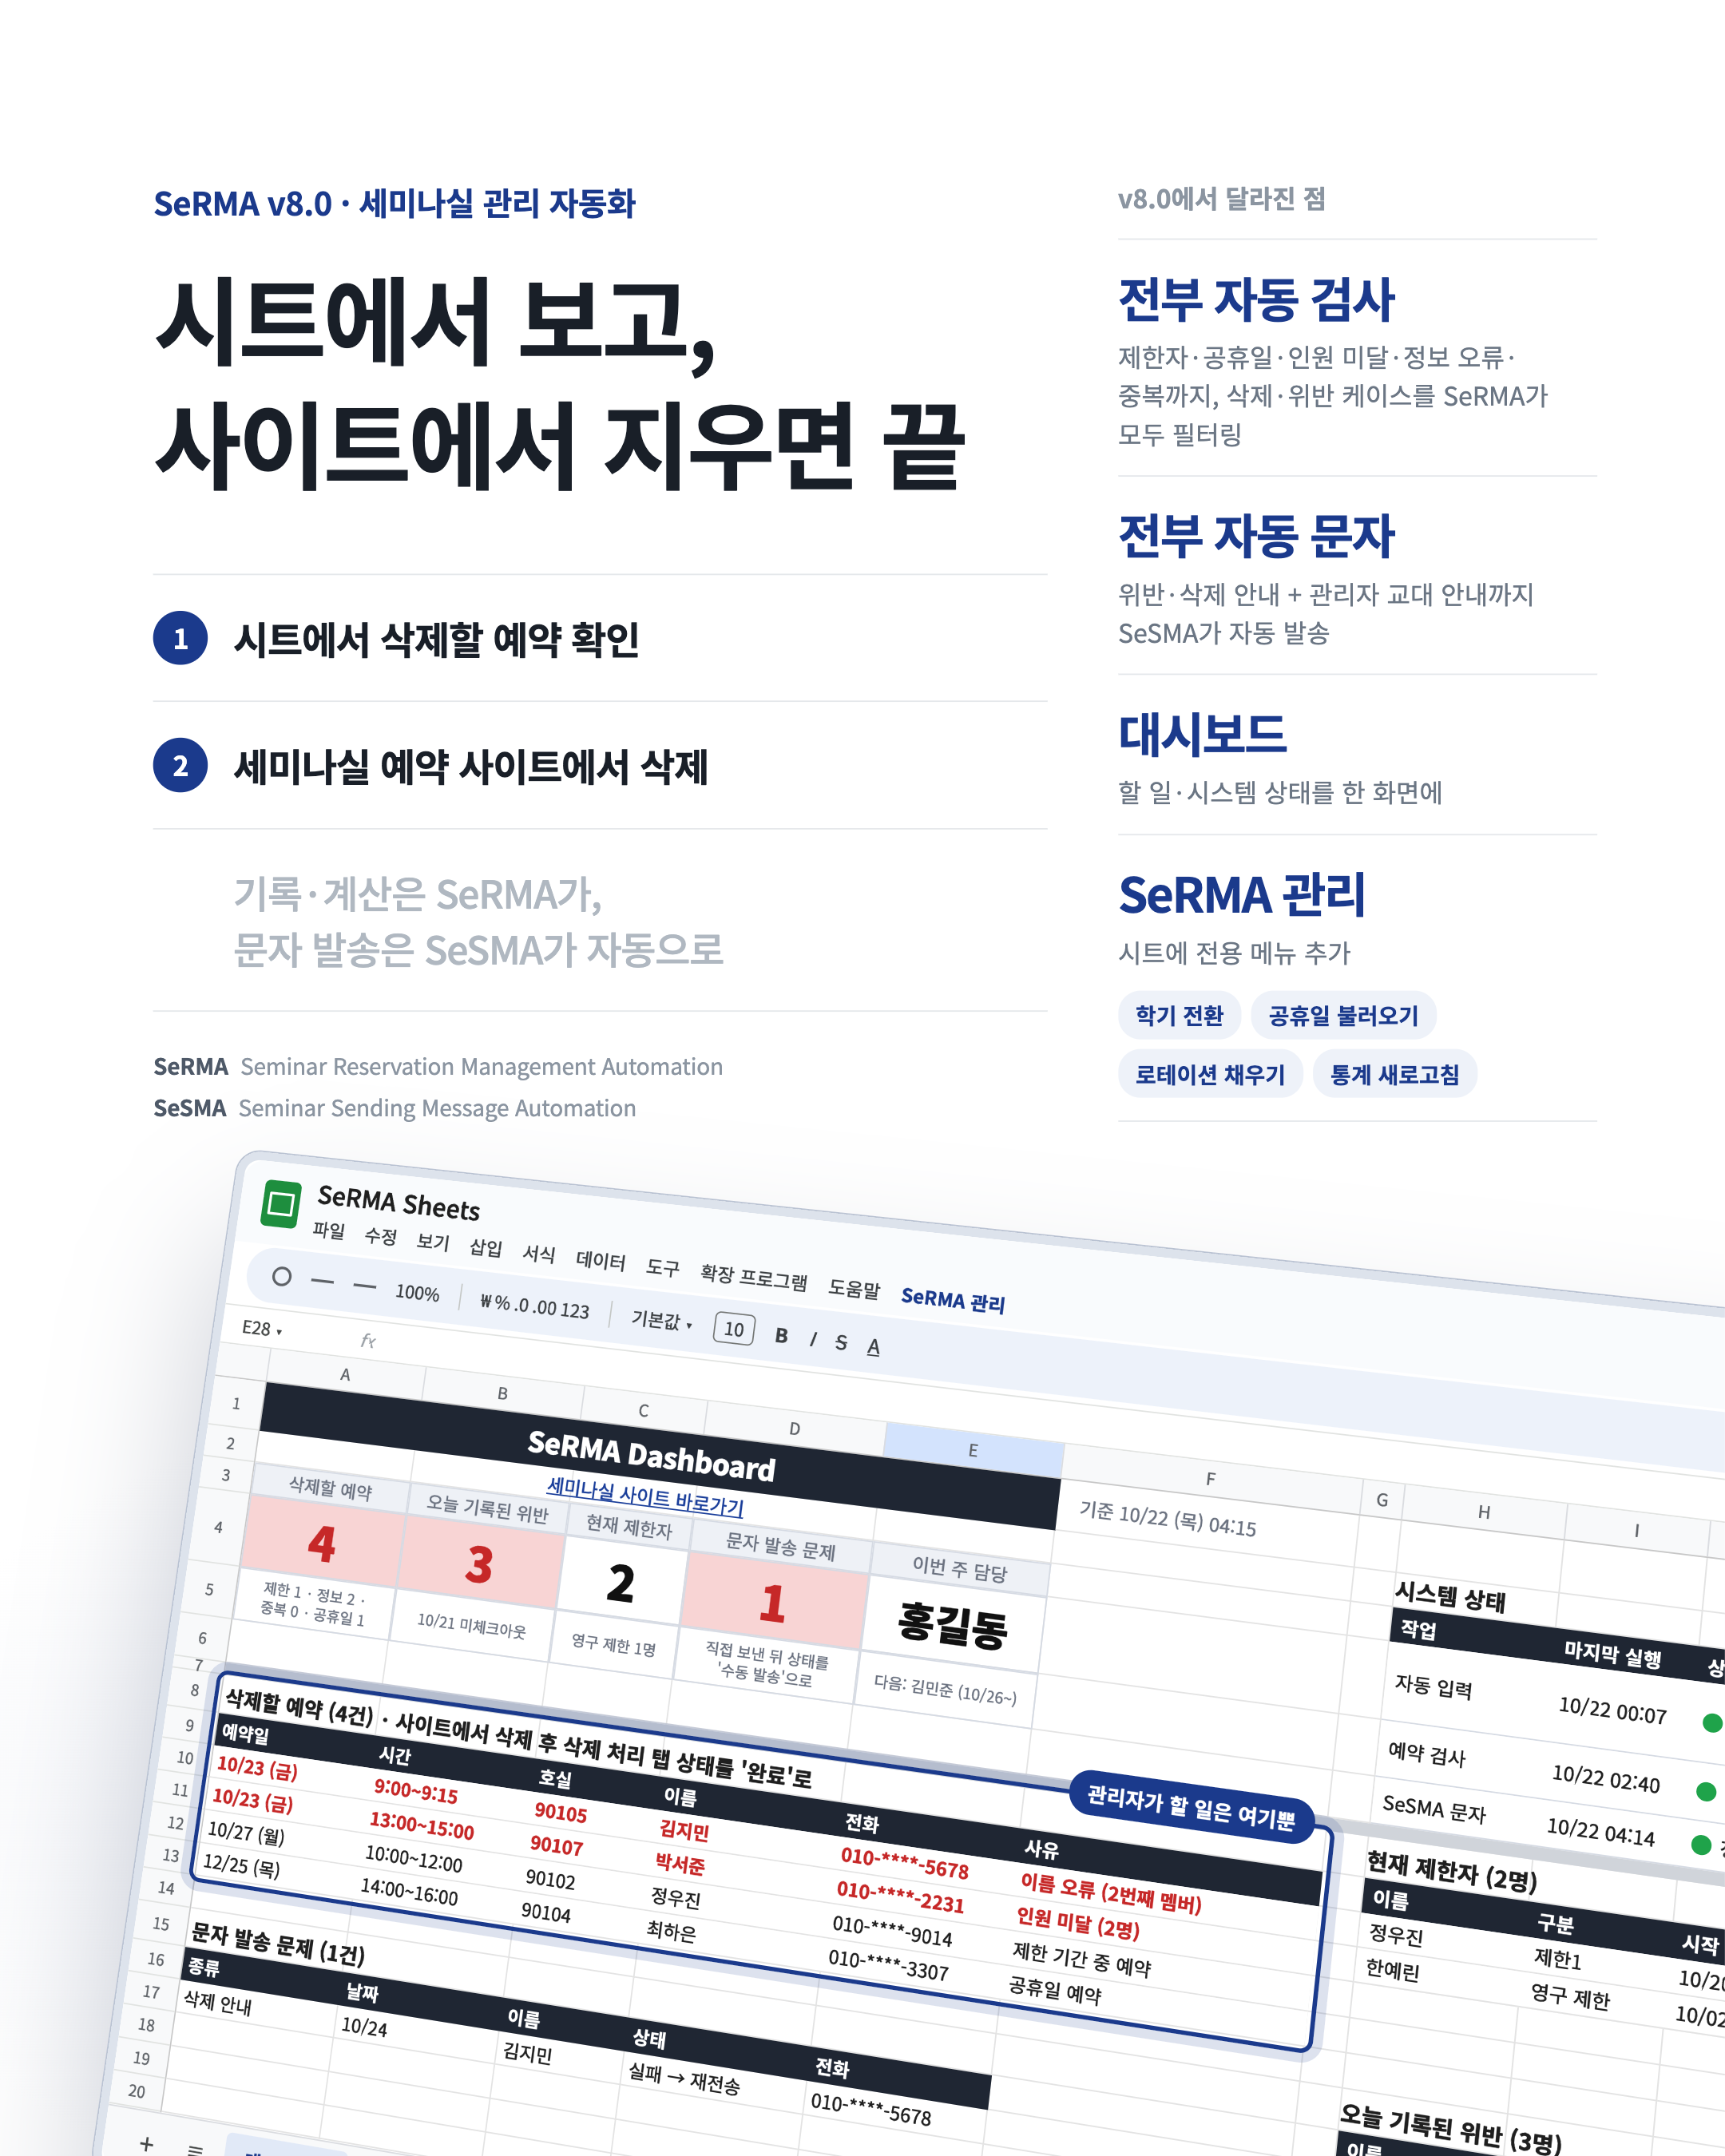 SeRMA v8.0 · 세미나실 관리 자동화
시트에서 보고,
사이트에서 지우면 끝
1 시트에서 삭제할 예약 확인
2 세미나실 예약 사이트에서 삭제
기록·계산은 SeRMA가,
문자 발송은 SeSMA가 자동으로
SeRMA Seminar Reservation Management Automation
SeSMA Seminar Sending Message Automation
v8.0에서 달라진 점
전부 자동 검사
제한자·공휴일·인원 미달·정보 오류·
중복까지, 삭제·위반 케이스를 SeRMA가
모두 필터링
전부 자동 문자
위반·삭제 안내 + 관리자 교대 안내까지
SeSMA가 자동 발송
대시보드
할 일·시스템 상태를 한 화면에
SeRMA 관리
시트에 전용 메뉴 추가
학기 전환 공휴일 불러오기
로테이션 채우기 통계 새로고침
SeRMA Sheets
파일 수정 보기 삽입 서식 데이터 도구 확장 프로그램 도움말 SeRMA 관리
100% ₩ % .0 .00 123 기본값 ▾ 10 B I S A
E28 ▾ fx
A B C D E F G H I
1 SeRMA Dashboard
2 세미나실 사이트 바로가기 기준 10/22 (목) 04:15
3 삭제할 예약 오늘 기록된 위반 현재 제한자 문자 발송 문제 이번 주 담당
4 4 3 2 1 홍길동
5 제한 1 · 정보 2 ·
중복 0 · 공휴일 1
10/21 미체크아웃
영구 제한 1명
직접 보낸 뒤 상태를
'수동 발송'으로
다음: 김민준 (10/26~)
6
7
8 삭제할 예약 (4건) · 사이트에서 삭제 후 삭제 처리 탭 상태를 '완료'로
관리자가 할 일은 여기뿐
9 예약일 시간 호실 이름 전화 사유
10 10/23 (금) 9:00~9:15 90105 김지민 010-****-5678 이름 오류 (2번째 멤버)
11 10/23 (금) 13:00~15:00 90107 박서준 010-****-2231 인원 미달 (2명)
12 10/27 (월) 10:00~12:00 90102 정우진 010-****-9014 제한 기간 중 예약
13 12/25 (목) 14:00~16:00 90104 최하은 010-****-3307 공휴일 예약
14
15 문자 발송 문제 (1건)
16 종류 날짜 이름 상태 전화
17 삭제 안내 10/24 김지민 실패 → 재전송 010-****-5678
18
19
20
시스템 상태
작업 마지막 실행
자동 입력 10/22 00:07
예약 검사 10/22 02:40
SeSMA 문자 10/22 04:14
현재 제한자 (2명)
이름 구분 시작
정우진 제한1
한예린 영구 제한
오늘 기록된 위반 (3명)
이름
+ ≡